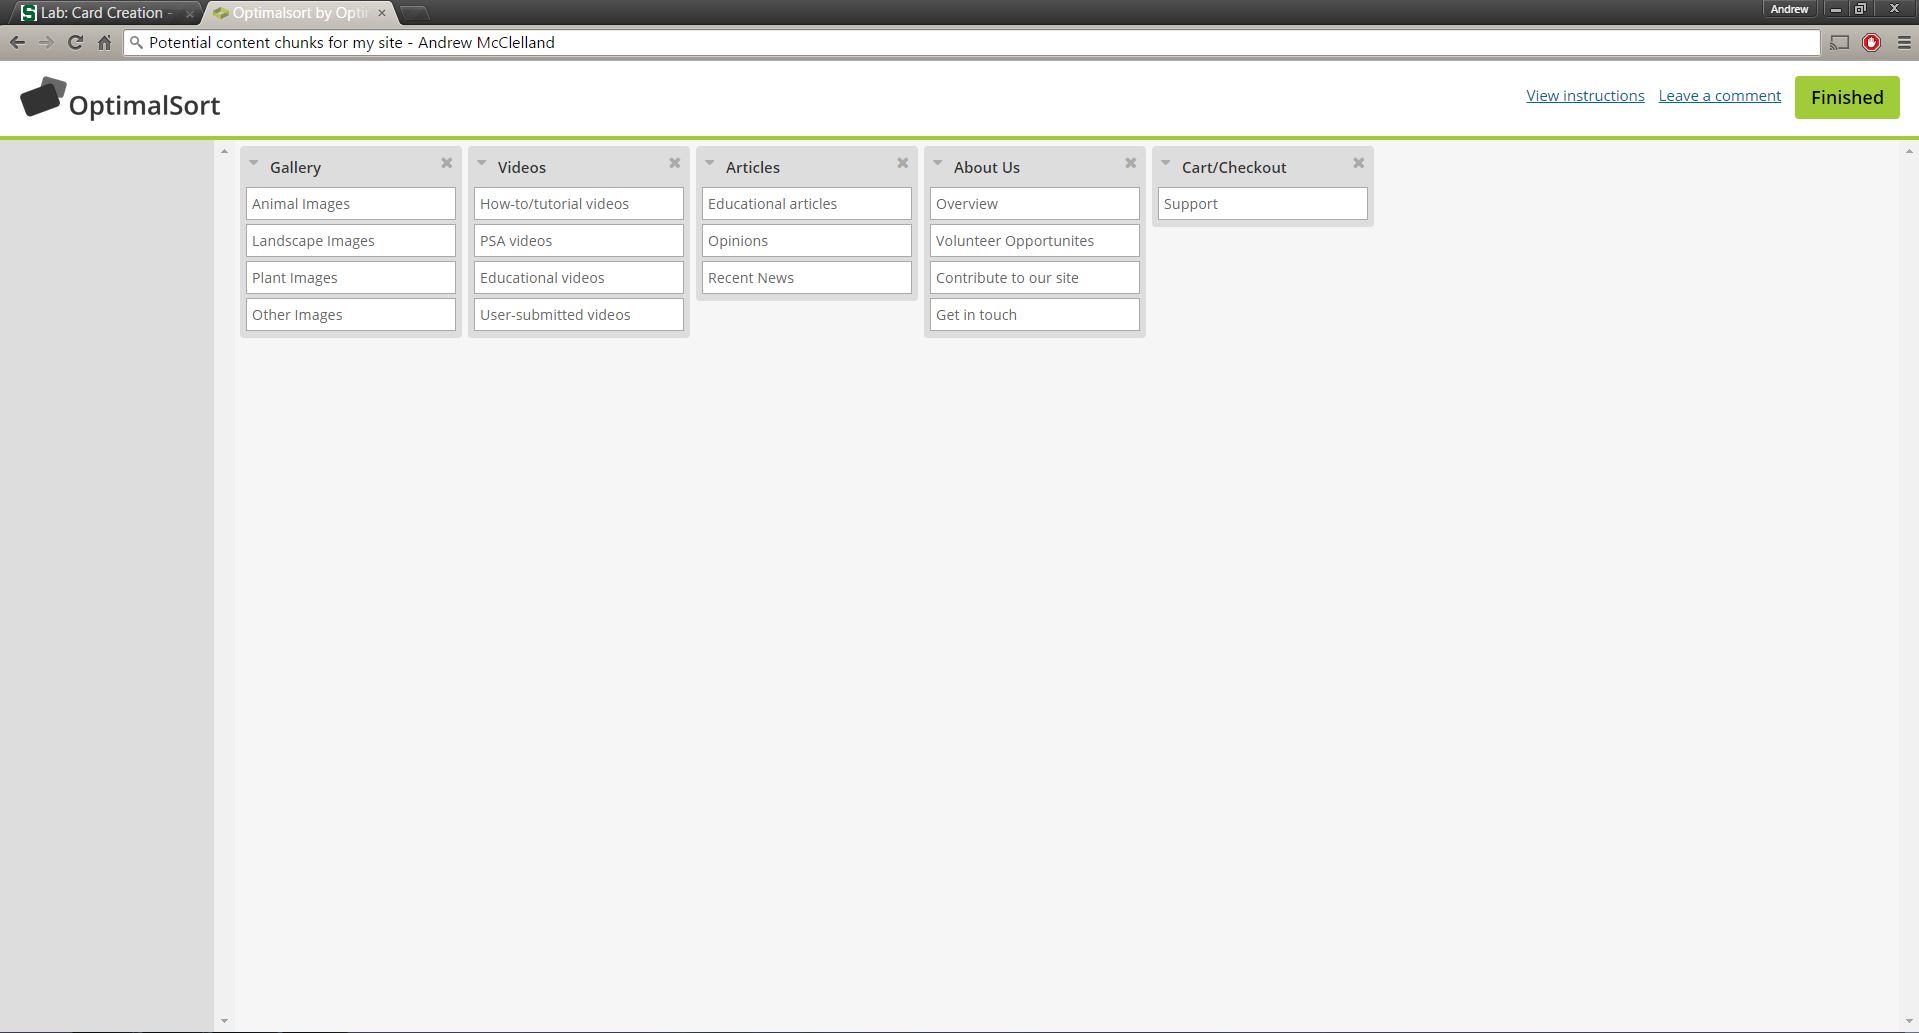 Lab: Card Creation -
Optimalsort by Opti
Andrew
Potential content chunks for my site - Andrew McClelland
OptimalSort
View instructions
Leave a comment
Finished
Gallery
Animal Images
Landscape Images
Plant Images
Other Images
Videos
How-to/tutorial videos
PSA videos
Educational videos
User-submitted videos
Articles
Educational articles
Opinions
Recent News
About Us
Overview
Volunteer Opportunites
Contribute to our site
Get in touch
Cart/Checkout
Support